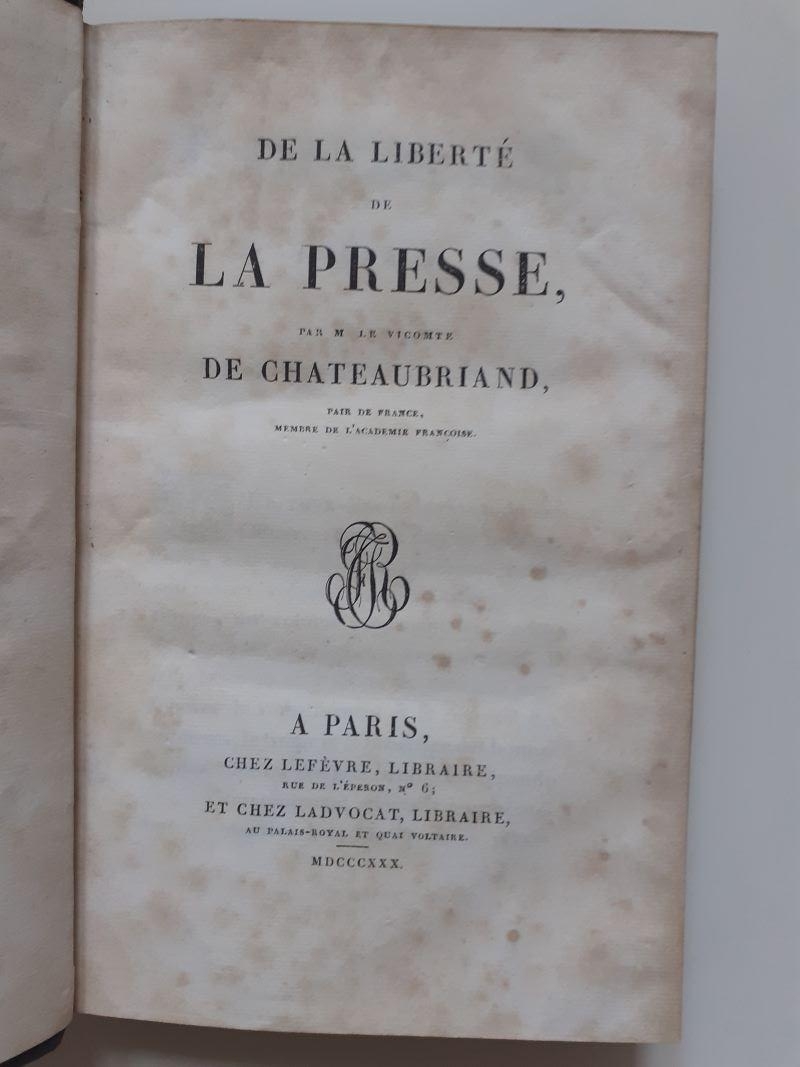 DE LA LIBERTÉ
DE
LA PRESSE,
PAR M LE VICOMTE
DE CHATEAUBRIAND,
PAIR DE FRANCE,
MEMBRE DE L'ACADEMIE FRANÇOISE.
A PARIS,
CHEZ LEFÈVRE, LIBRAIRE,
RUE DE L'ÉPERON, Nº 6;
ET CHEZ LADVOCAT, LIBRAIRE,
AU PALAIS-ROYAL ET QUAI VOLTAIRE.
MDCCCXXX.